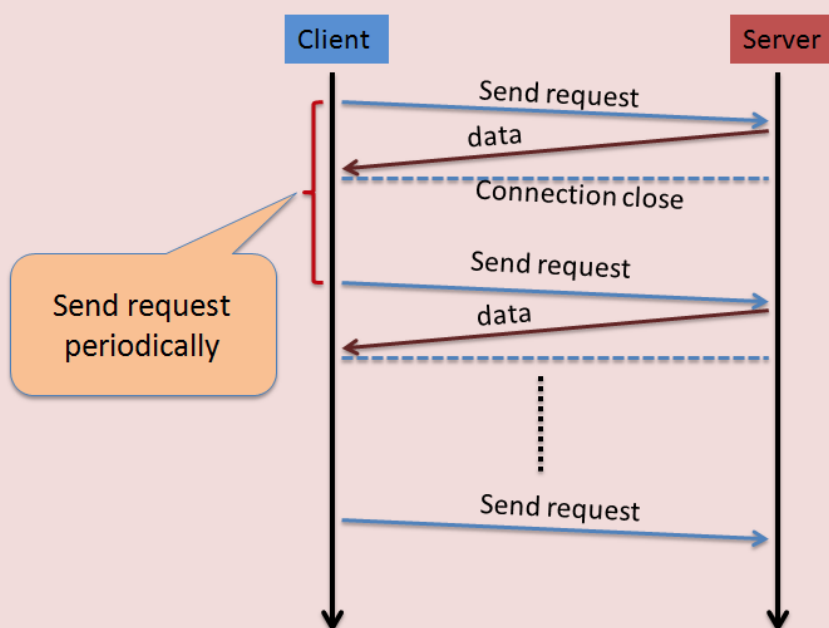 Client
Server
Send request
data
Connection close
Send request
data
Send request
periodically
Send request